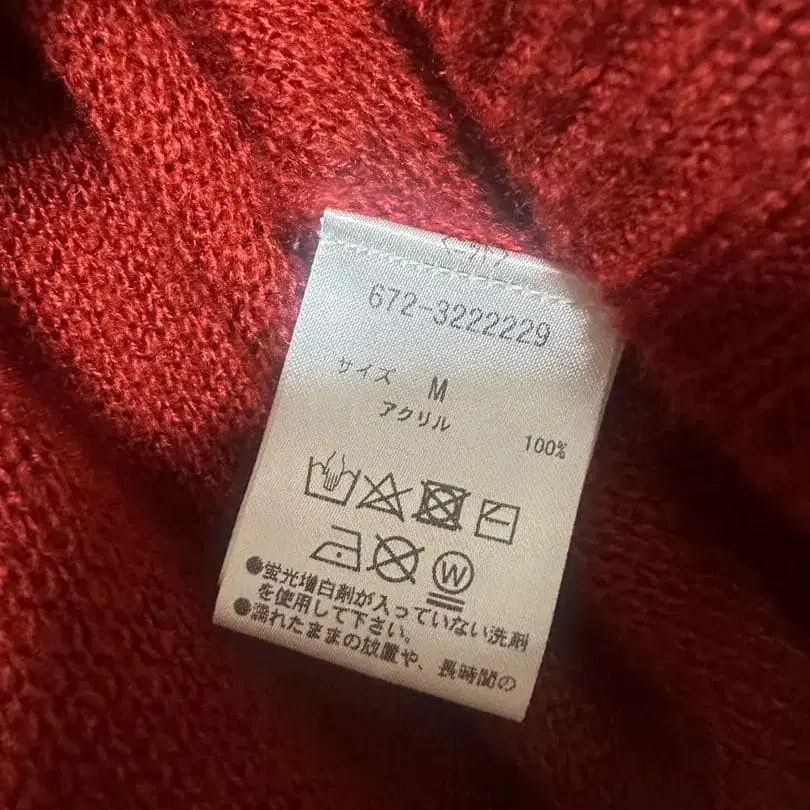 672-3222229
サイズ M
アクリル 100%
W
●蛍光増白剤が入っていない洗剤
を使用して下さい。
●濡れたままの放置や、長時間の